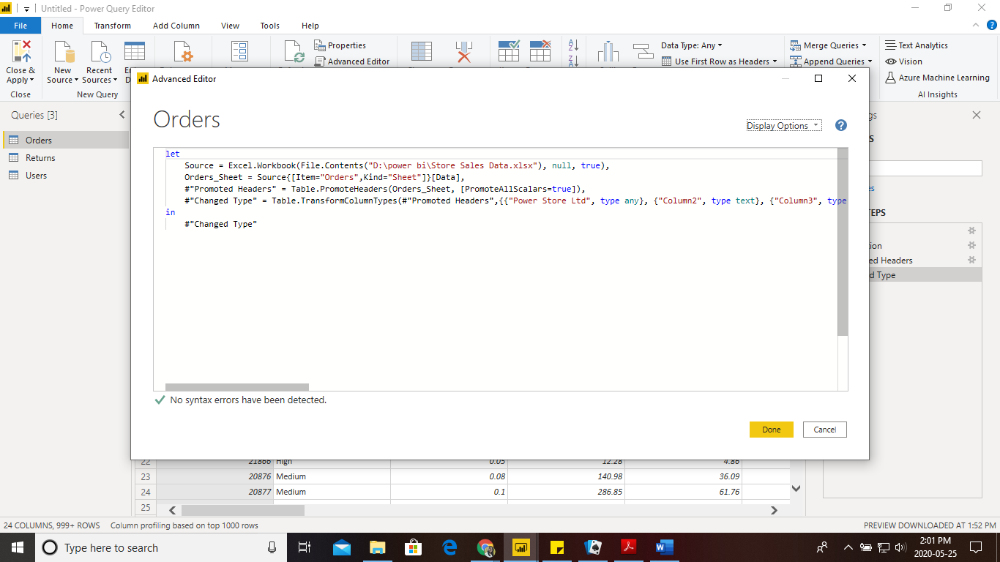 Untitled - Power Query Editor
File Home Transform Add Column View Tools Help
Close & Apply
New Source
Recent Sources
Properties
Advanced Editor
Data Type: Any
Use First Row as Headers
Merge Queries
Append Queries
Text Analytics
Vision
Azure Machine Learning
Close
New Query
AI Insights
Queries [3]
Orders
Returns
Users
Advanced Editor
Orders
Display Options
let
Source = Excel.Workbook(File.Contents("D:\power bi\Store Sales Data.xlsx"), null, true),
Orders_Sheet = Source{[Item="Orders",Kind="Sheet"]}[Data],
#"Promoted Headers" = Table.PromoteHeaders(Orders_Sheet, [PromoteAllScalars=true]),
#"Changed Type" = Table.TransformColumnTypes(#"Promoted Headers",{{"Power Store Ltd", type any}, {"Column2", type text}, {"Column3", type
in
#"Changed Type"
No syntax errors have been detected.
Done
Cancel
ed Headers
d Type
22 21866 High 0.05 12.28 4.86
23 20876 Medium 0.08 140.98 36.09
24 20877 Medium 0.1 286.85 61.76
25
24 COLUMNS, 999+ ROWS Column profiling based on top 1000 rows
PREVIEW DOWNLOADED AT 1:52 PM
Type here to search
2:01 PM
2020-05-25